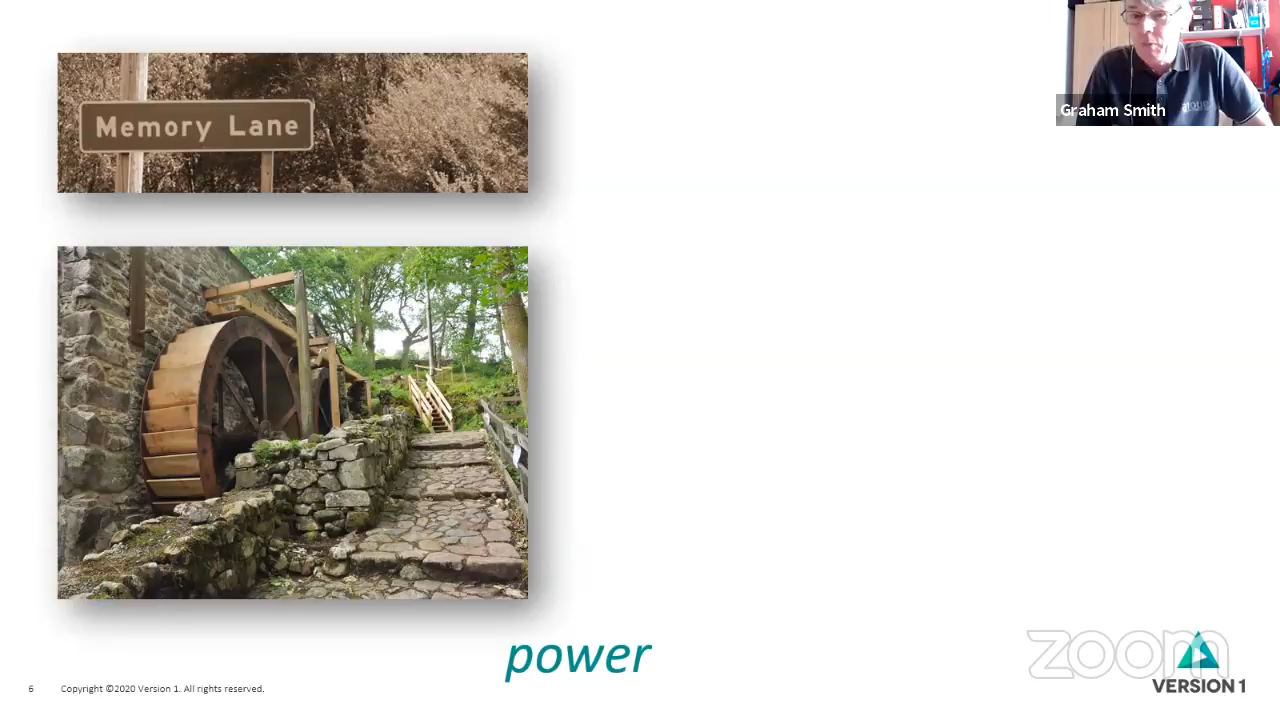 Memory Lane
Graham Smith
power
6 Copyright ©2020 Version 1. All rights reserved.
zoom
VERSION 1